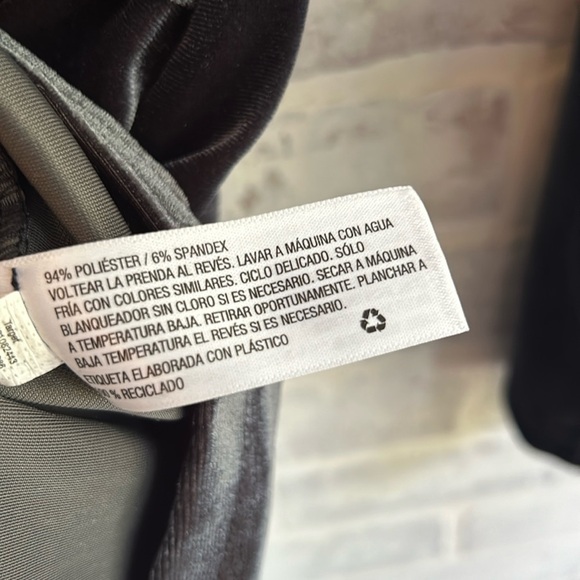 94% POLIÉSTER / 6% SPANDEX
VOLTEAR LA PRENDA AL REVÉS. LAVAR A MÁQUINA CON AGUA
FRÍA CON COLORES SIMILARES. CICLO DELICADO. SÓLO
BLANQUEADOR SIN CLORO SI ES NECESARIO. SECAR A MÁQUINA
A TEMPERATURA BAJA. RETIRAR OPORTUNAMENTE. PLANCHAR A
BAJA TEMPERATURA EL REVÉS SI ES NECESARIO.
ETIQUETA ELABORADA CON PLÁSTICO
% RECICLADO
Target